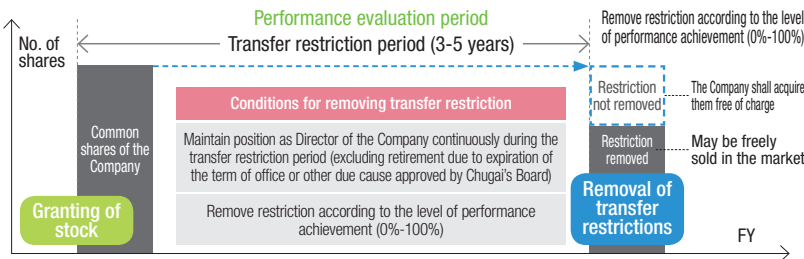 No. of
shares
Performance evaluation period
Transfer restriction period (3-5 years)
Remove restriction according to the level
of performance achievement (0%-100%)
Common
shares of the
Company
Conditions for removing transfer restriction
Maintain position as Director of the Company continuously during the
transfer restriction period (excluding retirement due to expiration of
the term of office or other due cause approved by Chugai's Board)
Remove restriction according to the level of performance
achievement (0%-100%)
Restriction
not removed
The Company shall acquire
them free of charge
Restriction
removed
May be freely
sold in the market
Granting of
stock
Removal of
transfer
restrictions
FY